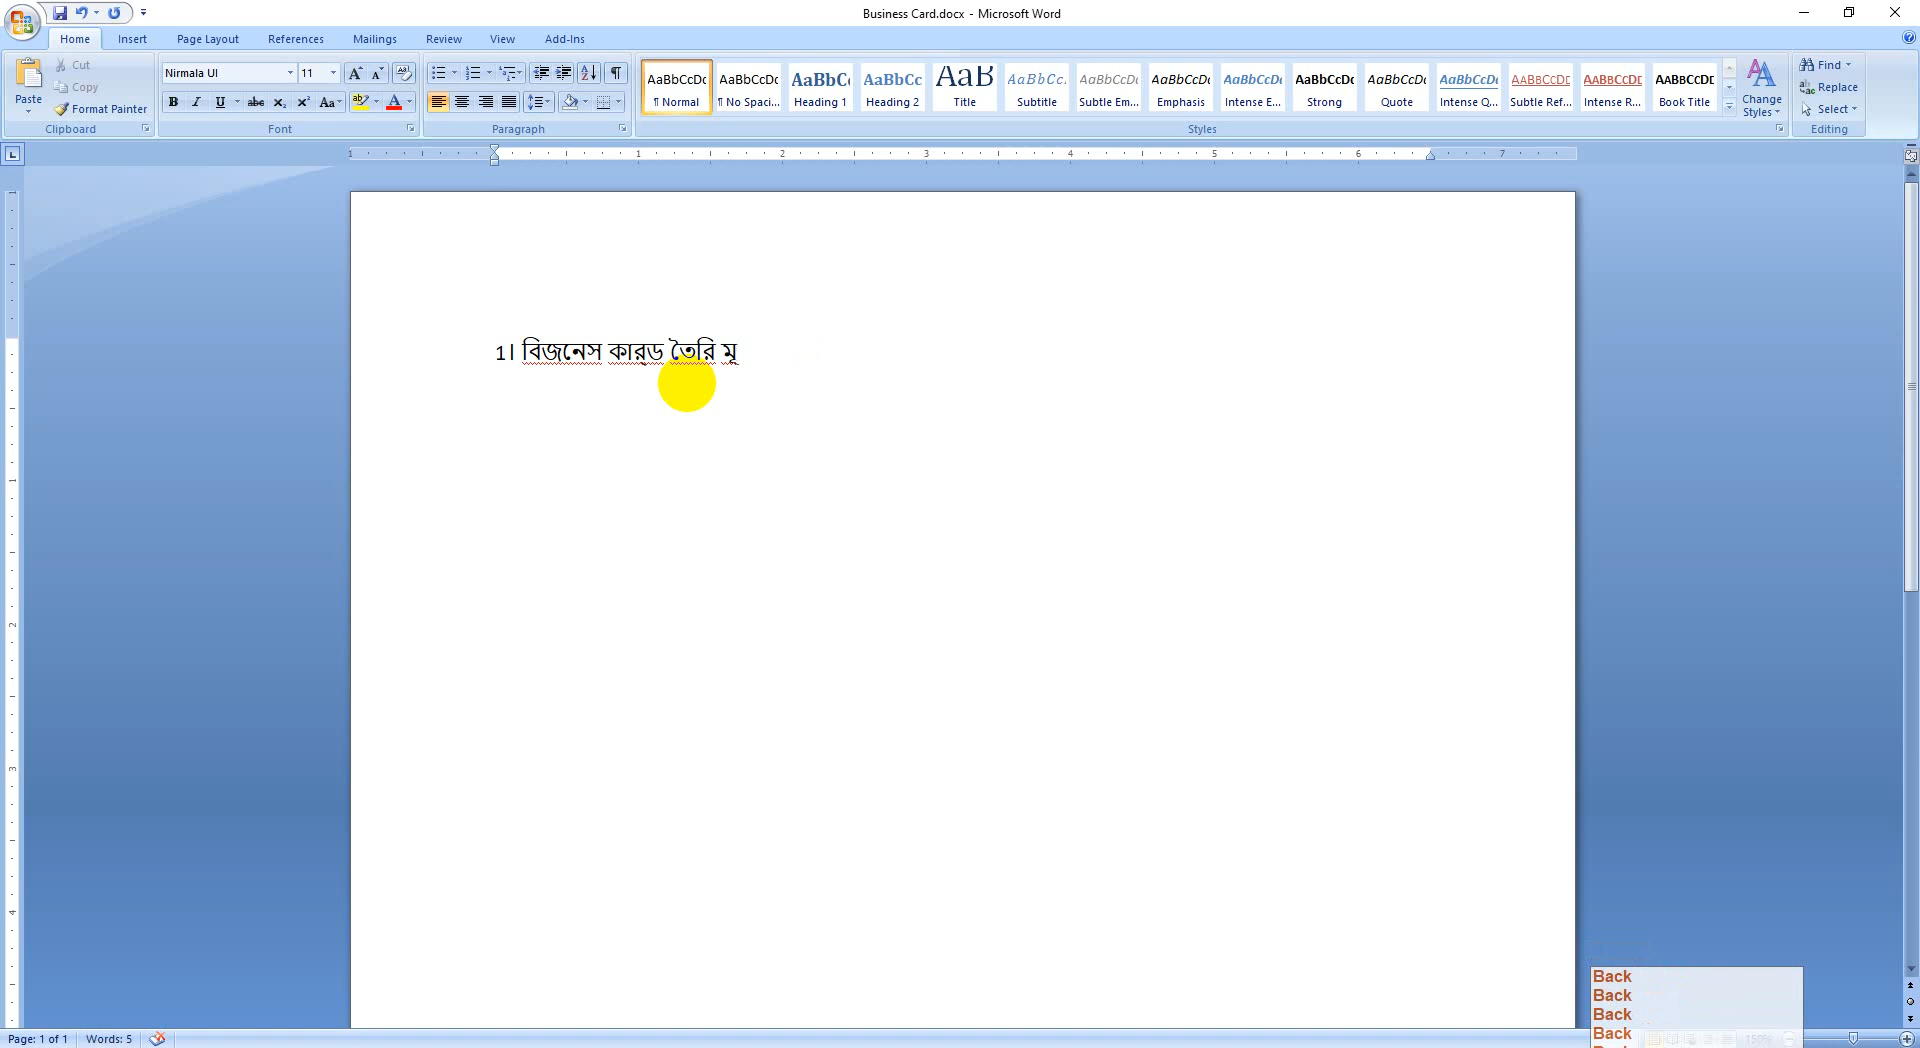 Business Card.docx - Microsoft Word
Home Insert Page Layout References Mailings Review View Add-Ins
Paste
Cut
Copy
Format Painter
Clipboard
Nirmala UI 11
Font
Paragraph
AaBbCcDc AaBbCcDc AaBbC AaBbCc AaB AaBbCc. AaBbCcDc AaBbCcDc AaBbCcDc AaBbCcDc AaBbCcDc AaBbCcDc AABBCCDE AABBCCDE AABBCCDE
¶ Normal ¶ No Spaci... Heading 1 Heading 2 Title Subtitle Subtle Em... Emphasis Intense E... Strong Quote Intense Q... Subtle Ref... Intense R... Book Title
Change Styles
Styles
Find
Replace
Select
Editing
1। বিজনেস কার্ড তৈরি মূ
Back
Back
Back
Back
Page: 1 of 1 Words: 5
150%